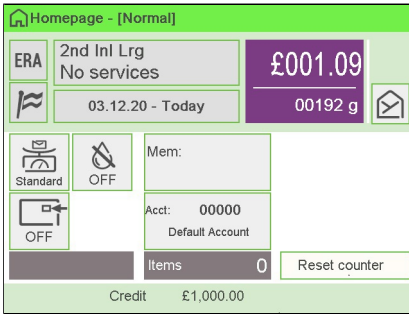 Homepage - [Normal]
ERA
2nd Inl Lrg
No services
£001.09
03.12.20 - Today
00192 g
Standard
OFF
Mem:
OFF
Acct: 00000
Default Account
Items 0
Reset counter
Credit £1,000.00